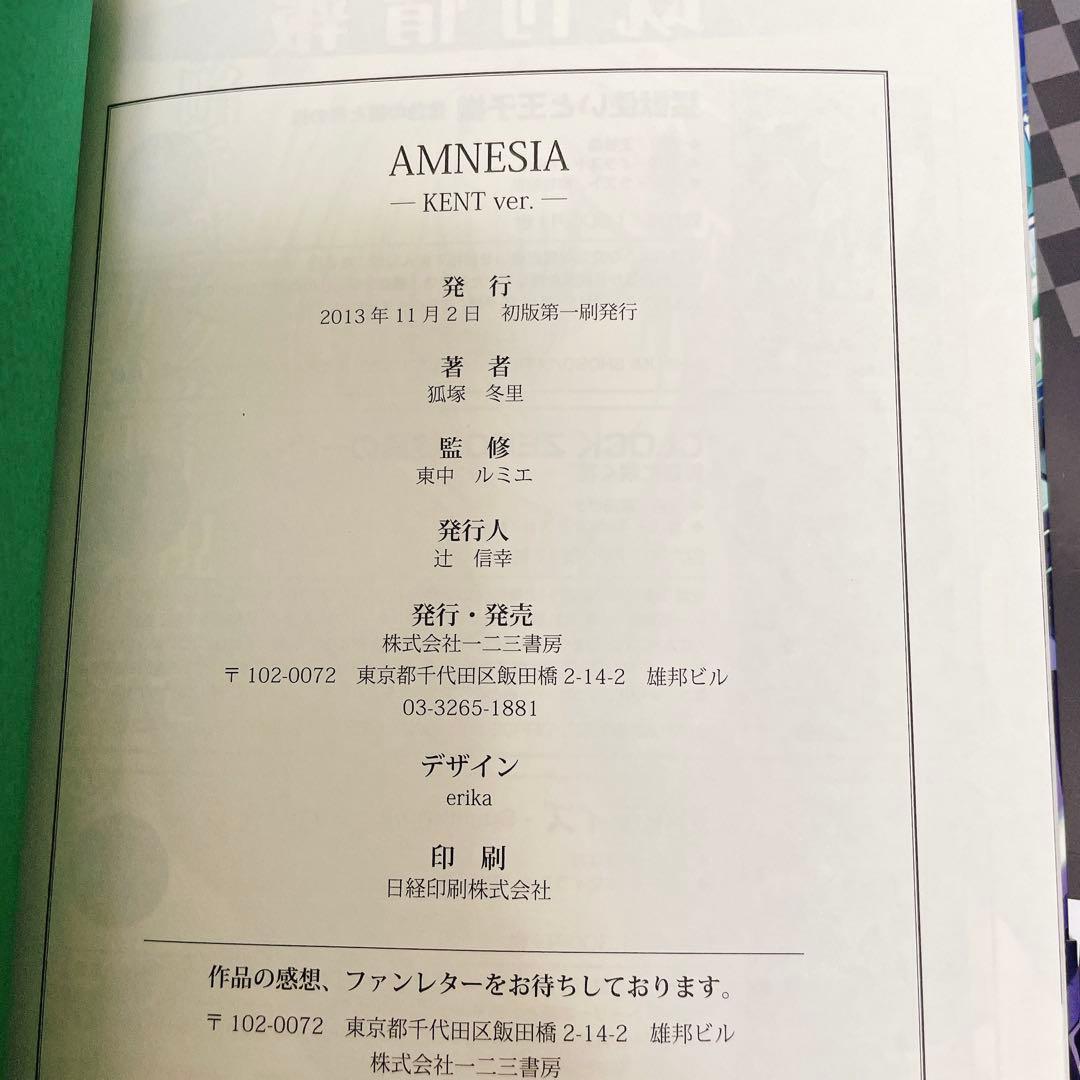 AMNESIA
— KENT ver. —
発　行
2013年11月2日　初版第一刷発行
著　者
狐塚　冬里
監　修
東中　ルミエ
発行人
辻　信幸
発行・発売
株式会社一二三書房
〒102-0072　東京都千代田区飯田橋2-14-2　雄邦ビル
03-3265-1881
デザイン
erika
印　刷
日経印刷株式会社
作品の感想、ファンレターをお待ちしております。
〒102-0072　東京都千代田区飯田橋2-14-2　雄邦ビル
株式会社一二三書房